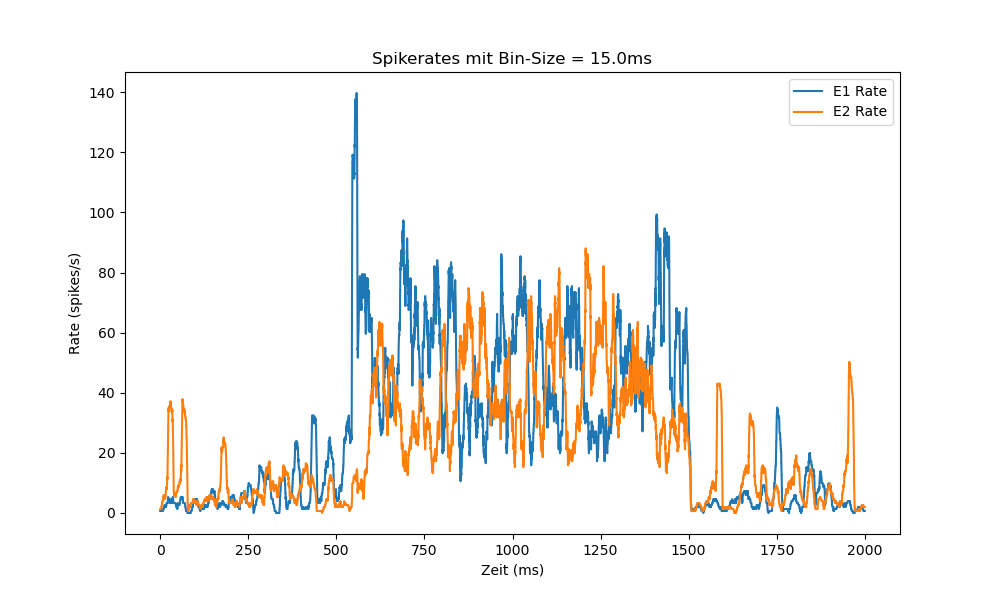 Spikerates mit Bin-Size = 15.0ms
E1 Rate
E2 Rate
140
120
100
80
60
40
20
0
Rate (spikes/s)
0 250 500 750 1000 1250 1500 1750 2000
Zeit (ms)